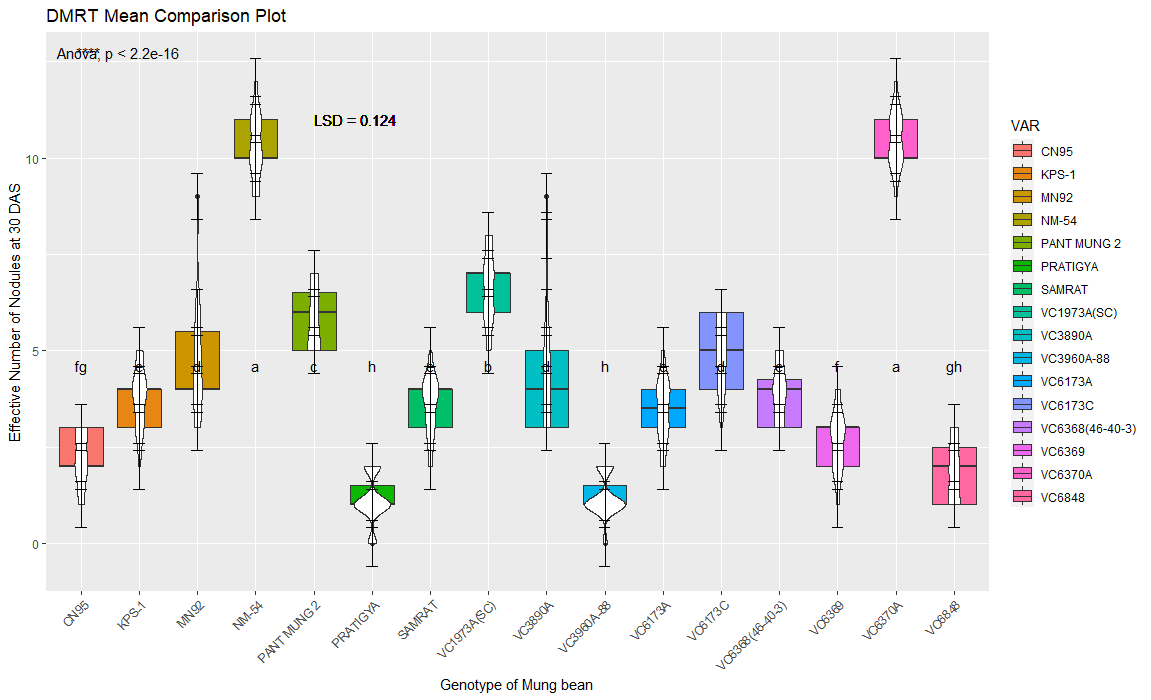 DMRT Mean Comparison Plot
Anova, p < 2.2e-16
****
LSD = 0.124
Effective Number of Nodules at 30 DAS
10
5
0
fg e d a c h e b d h e d e f a gh
CN95 KPS-1 MN92 NM-54 PANT MUNG 2 PRATIGYA SAMRAT VC1973A(SC) VC3890A VC3960A-88 VC6173A VC6173C VC6368(46-40-3) VC6369 VC6370A VC6848
Genotype of Mung bean
VAR
CN95
KPS-1
MN92
NM-54
PANT MUNG 2
PRATIGYA
SAMRAT
VC1973A(SC)
VC3890A
VC3960A-88
VC6173A
VC6173C
VC6368(46-40-3)
VC6369
VC6370A
VC6848